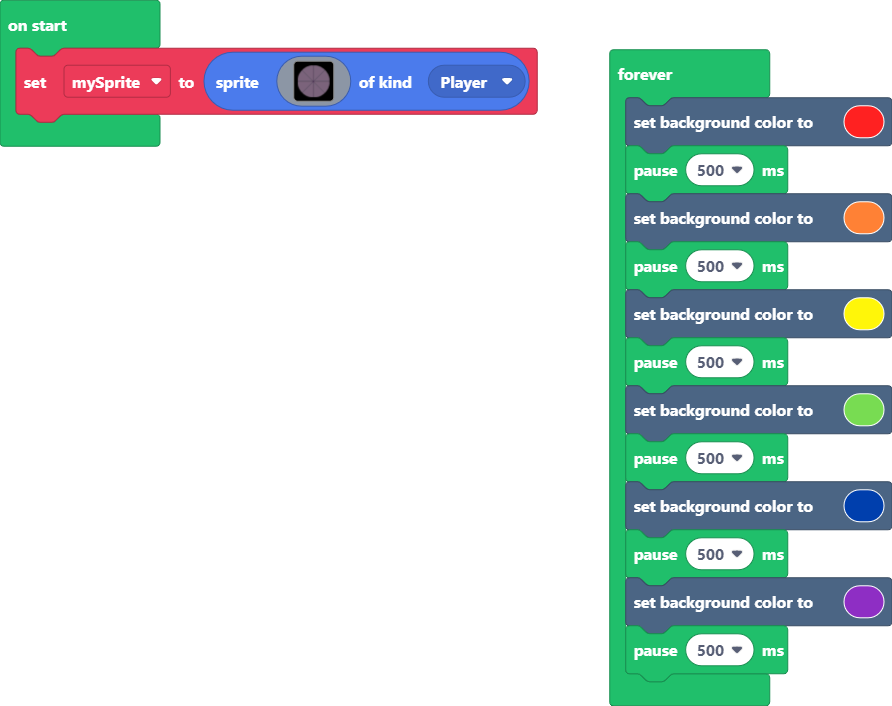 on start
set mySprite to sprite of kind Player
forever
set background color to
pause 500 ms
set background color to
pause 500 ms
set background color to
pause 500 ms
set background color to
pause 500 ms
set background color to
pause 500 ms
set background color to
pause 500 ms